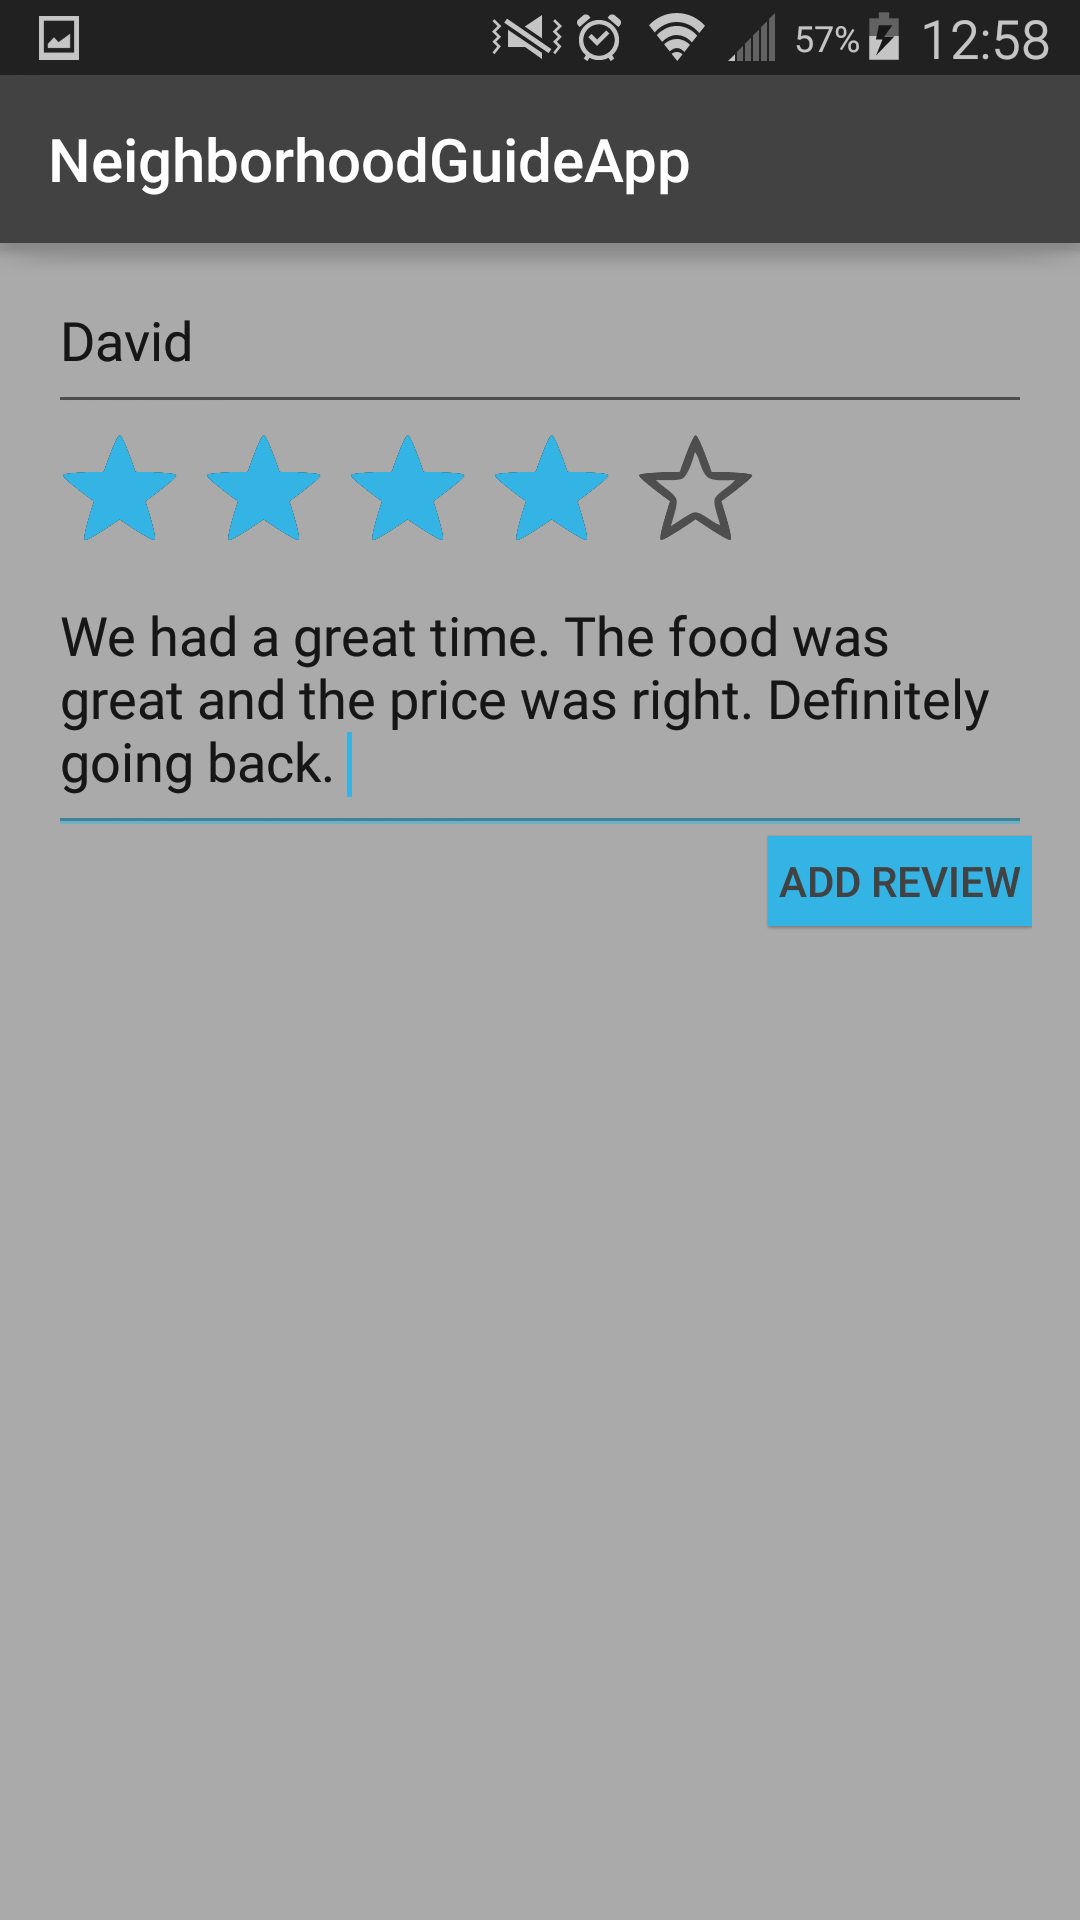 57% 12:58
NeighborhoodGuideApp
David
We had a great time. The food was
great and the price was right. Definitely
going back.
ADD REVIEW